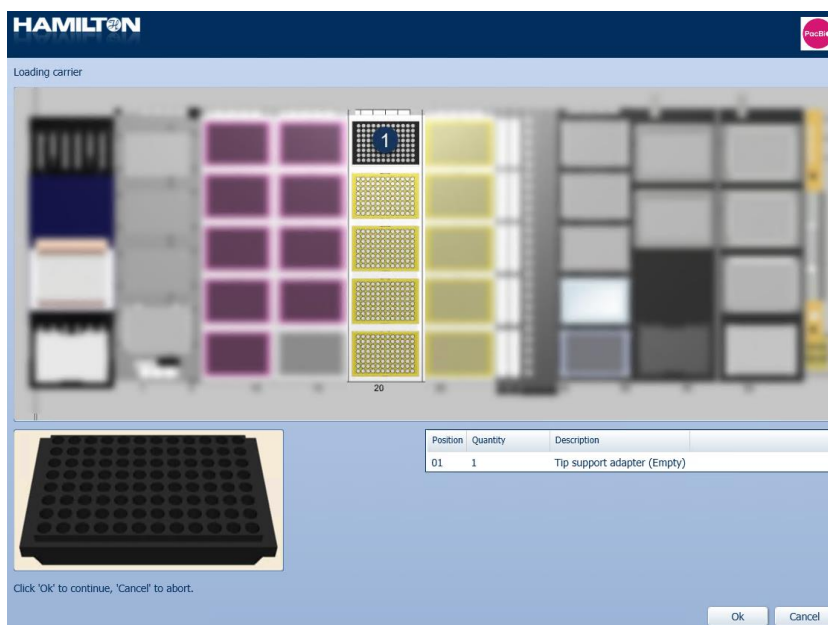 HAMILTON
PacBi
Loading carrier
1
20
Position Quantity Description
01 1 Tip support adapter (Empty)
Click 'Ok' to continue, 'Cancel' to abort.
Ok Cancel